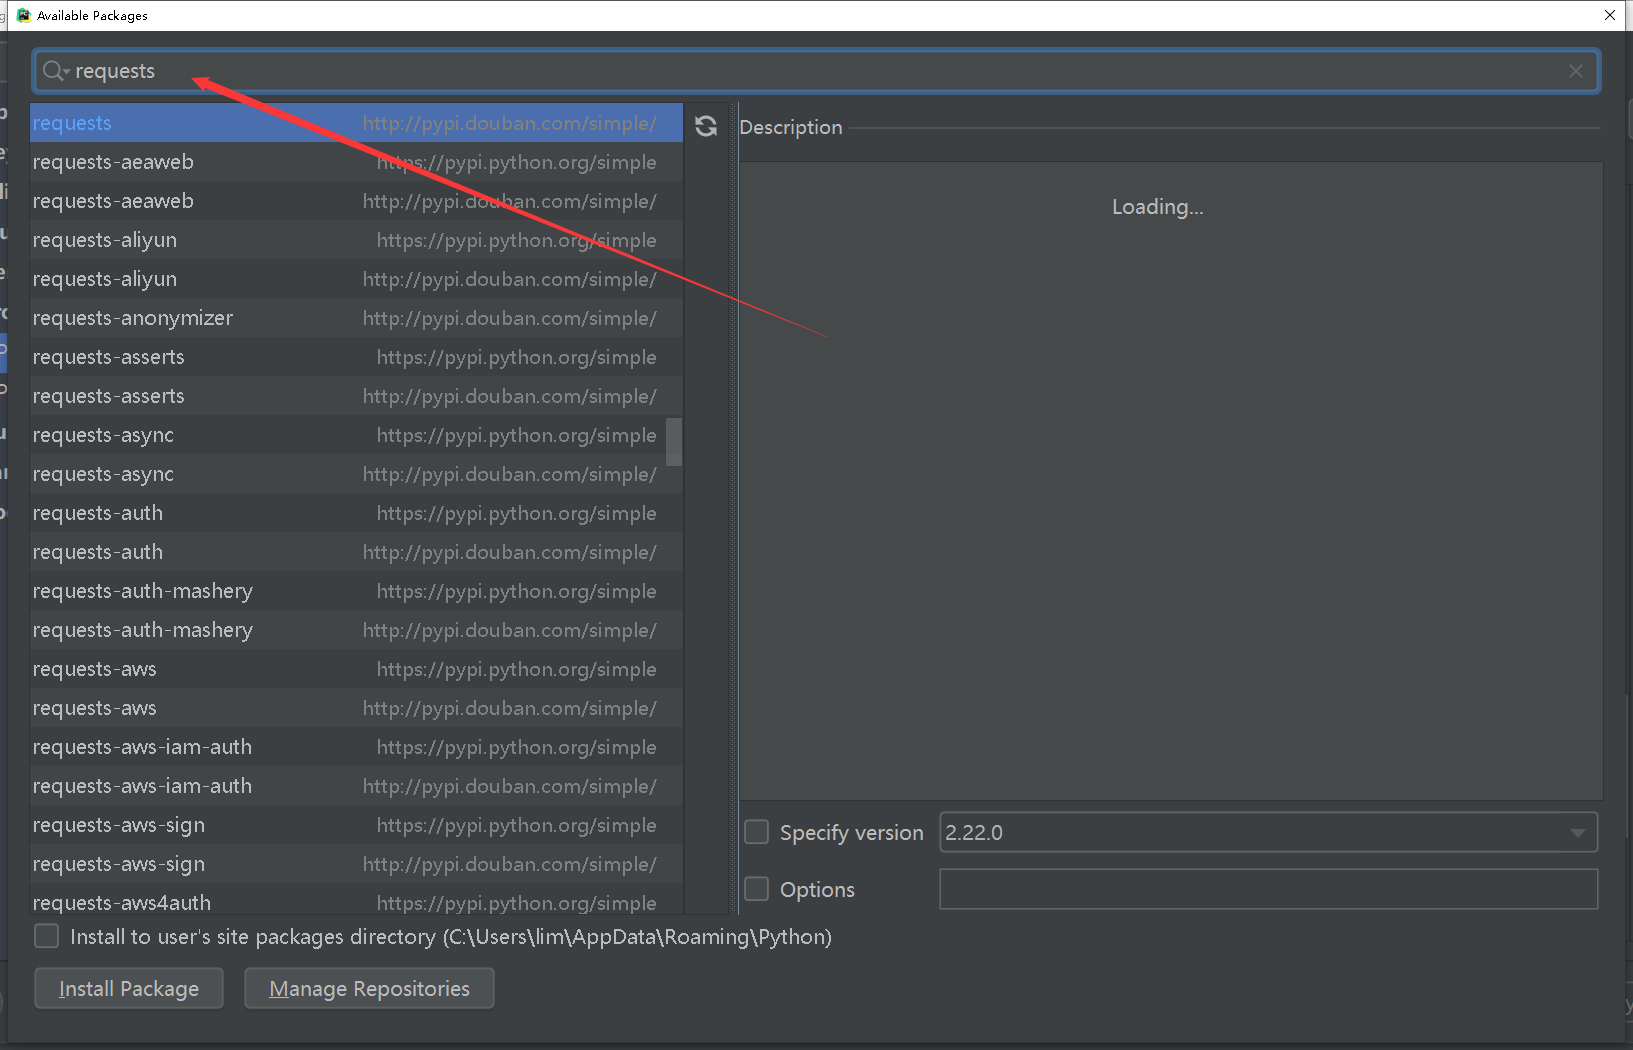 Available Packages
requests
requests http://pypi.douban.com/simple/
requests-aeaweb https://pypi.python.org/simple
requests-aeaweb http://pypi.douban.com/simple/
requests-aliyun https://pypi.python.org/simple
requests-aliyun http://pypi.douban.com/simple/
requests-anonymizer http://pypi.douban.com/simple/
requests-asserts https://pypi.python.org/simple
requests-asserts http://pypi.douban.com/simple/
requests-async https://pypi.python.org/simple
requests-async http://pypi.douban.com/simple/
requests-auth https://pypi.python.org/simple
requests-auth http://pypi.douban.com/simple/
requests-auth-mashery https://pypi.python.org/simple
requests-auth-mashery http://pypi.douban.com/simple/
requests-aws https://pypi.python.org/simple
requests-aws http://pypi.douban.com/simple/
requests-aws-iam-auth https://pypi.python.org/simple
requests-aws-iam-auth http://pypi.douban.com/simple/
requests-aws-sign https://pypi.python.org/simple
requests-aws-sign http://pypi.douban.com/simple/
requests-aws4auth https://pypi.python.org/simple
Description
Loading...
Specify version 2.22.0
Options
Install to user's site packages directory (C:\Users\lim\AppData\Roaming\Python)
Install Package Manage Repositories